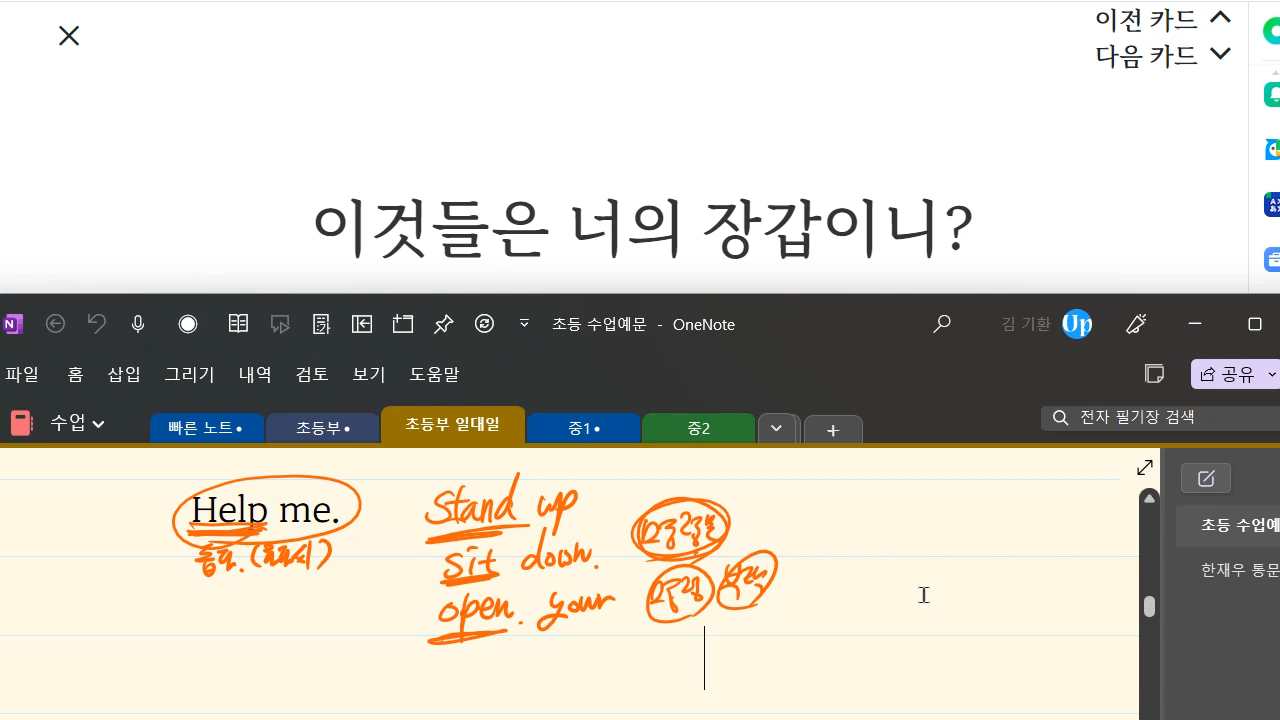 이전 카드
다음 카드
이것들은 너의 장갑이니?
초등 수업예문 - OneNote
김 기환
Up
파일 홈 삽입 그리기 내역 검토 보기 도움말
공유
수업
빠른 노트
초등부
초등부 일대일
중1
중2
전자 필기장 검색
Help me.
stand up
sit down.
open. your
초등 수업예
한재우 통문